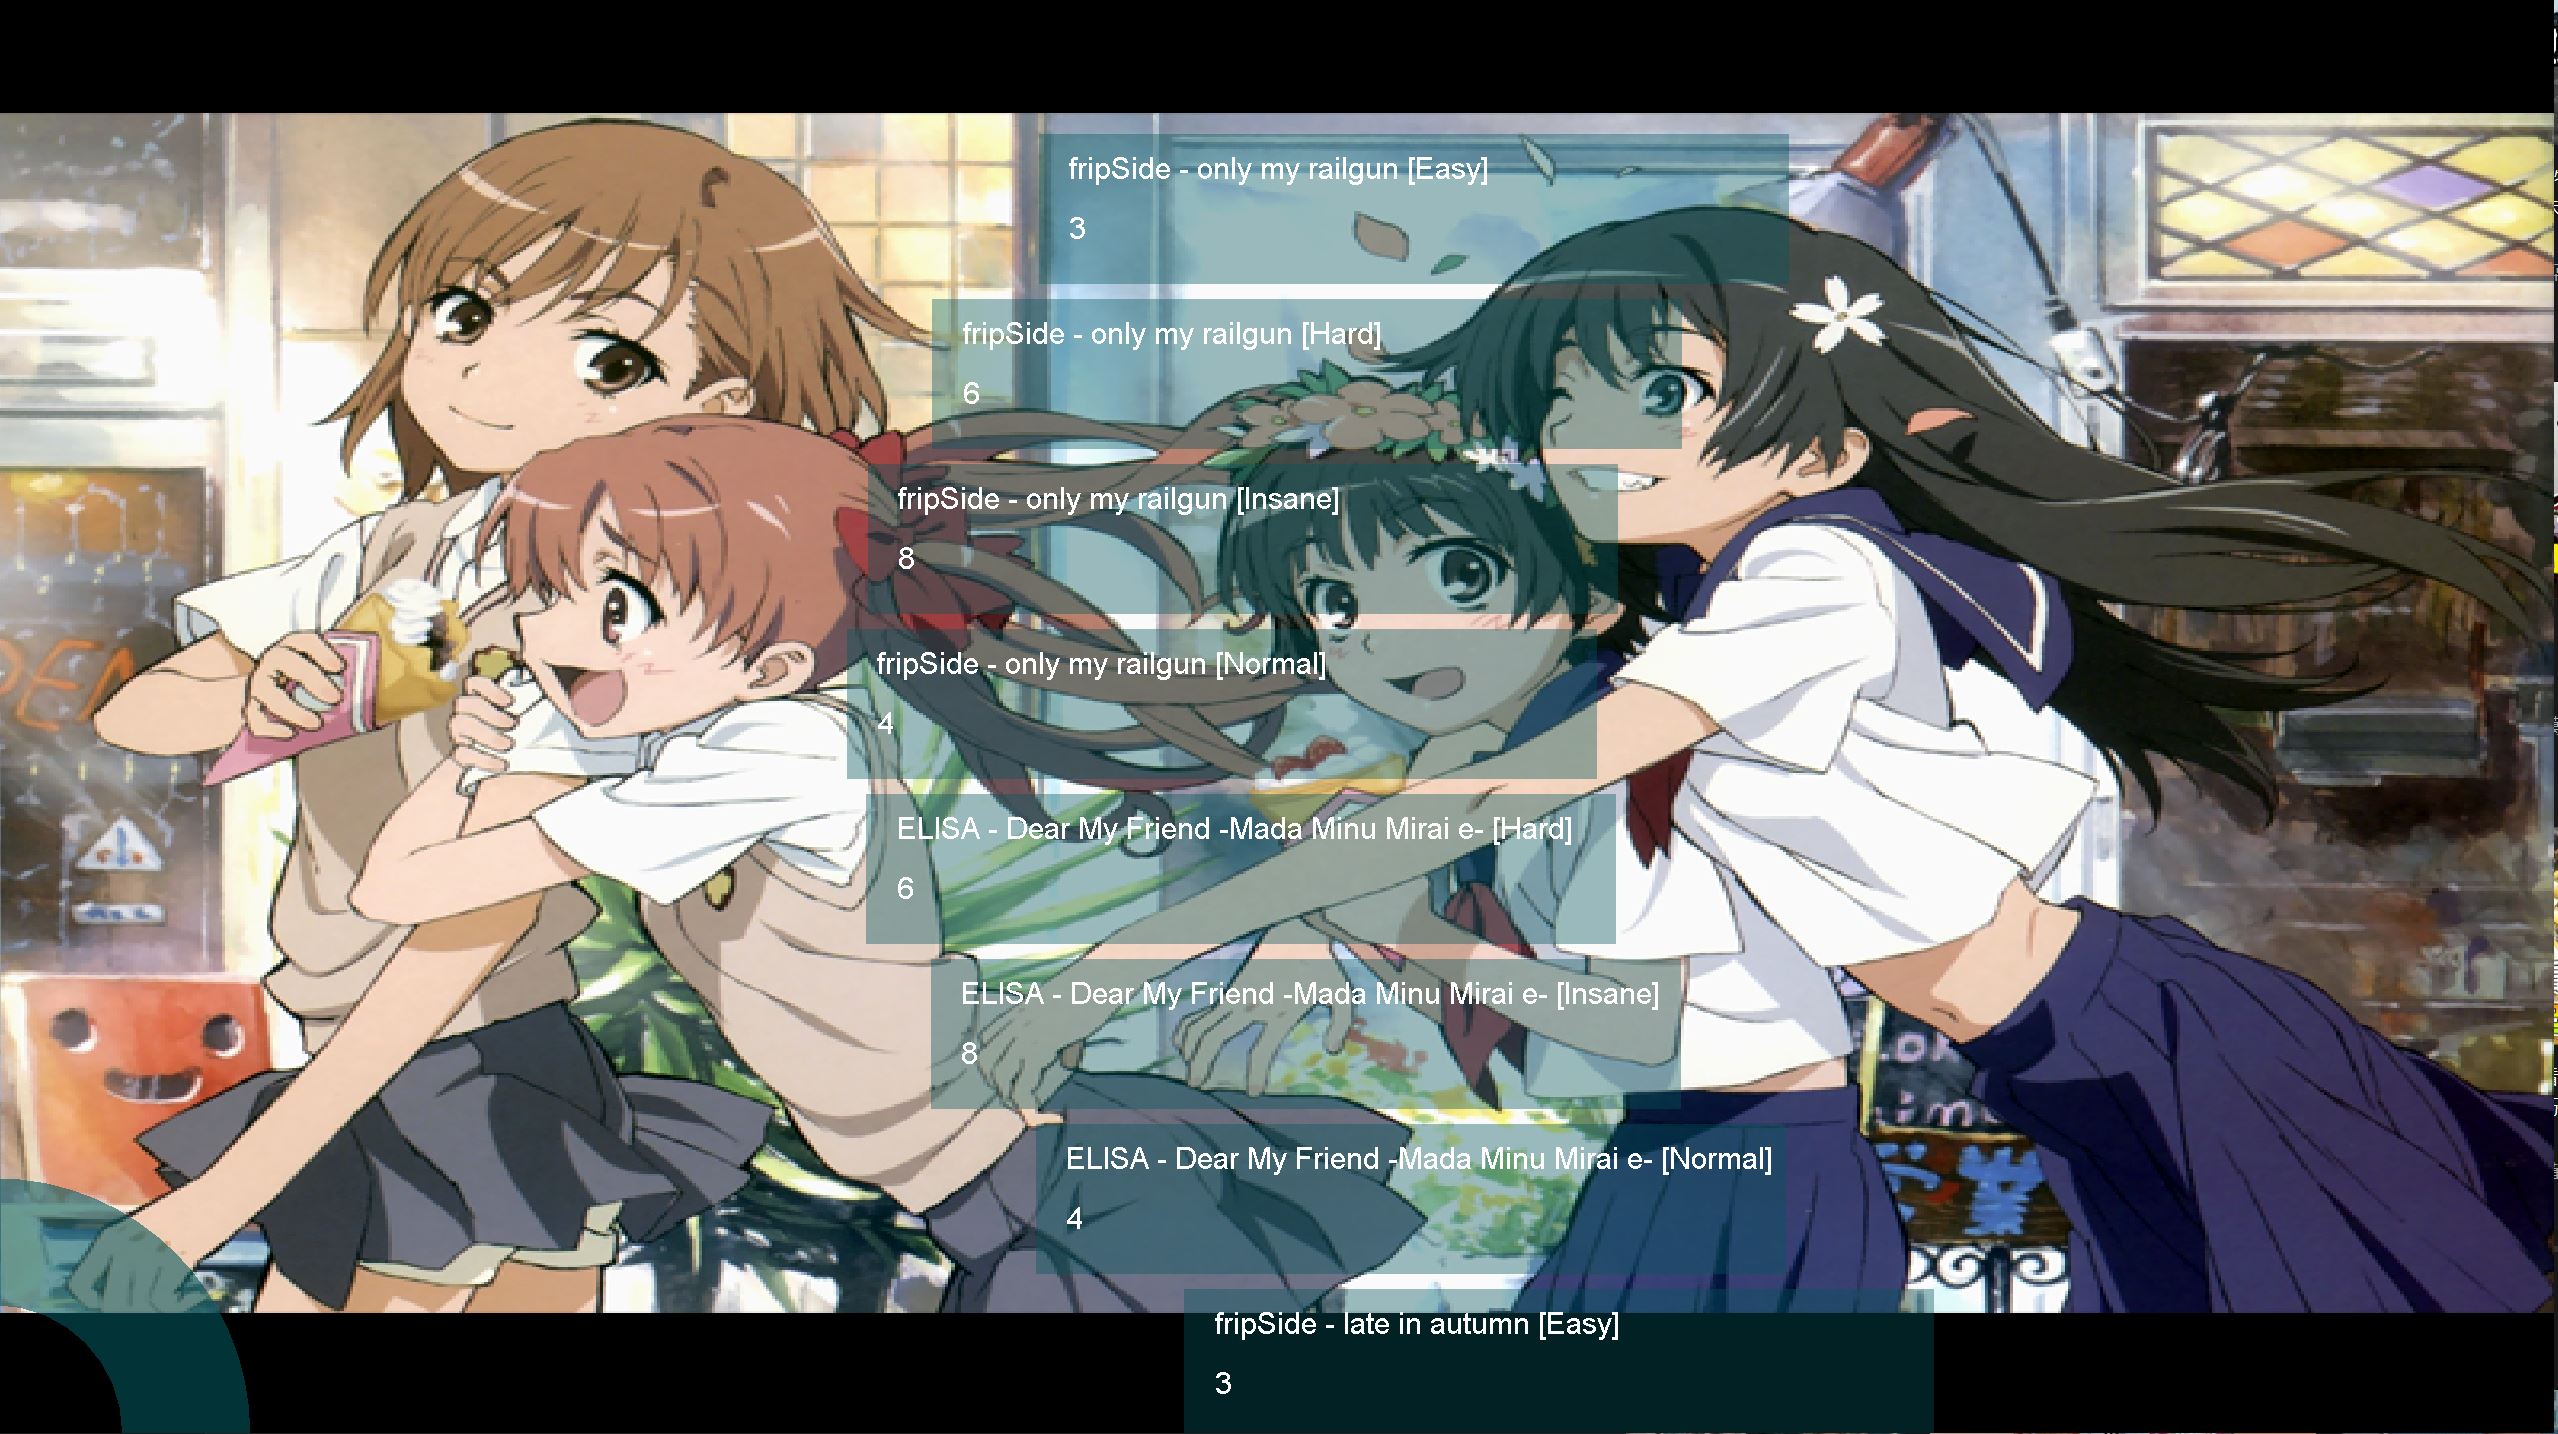 fripSide - only my railgun [Easy]
3
fripSide - only my railgun [Hard]
6
fripSide - only my railgun [Insane]
8
fripSide - only my railgun [Normal]
4
ELISA - Dear My Friend -Mada Minu Mirai e- [Hard]
6
ELISA - Dear My Friend -Mada Minu Mirai e- [Insane]
8
ELISA - Dear My Friend -Mada Minu Mirai e- [Normal]
4
fripSide - late in autumn [Easy]
3